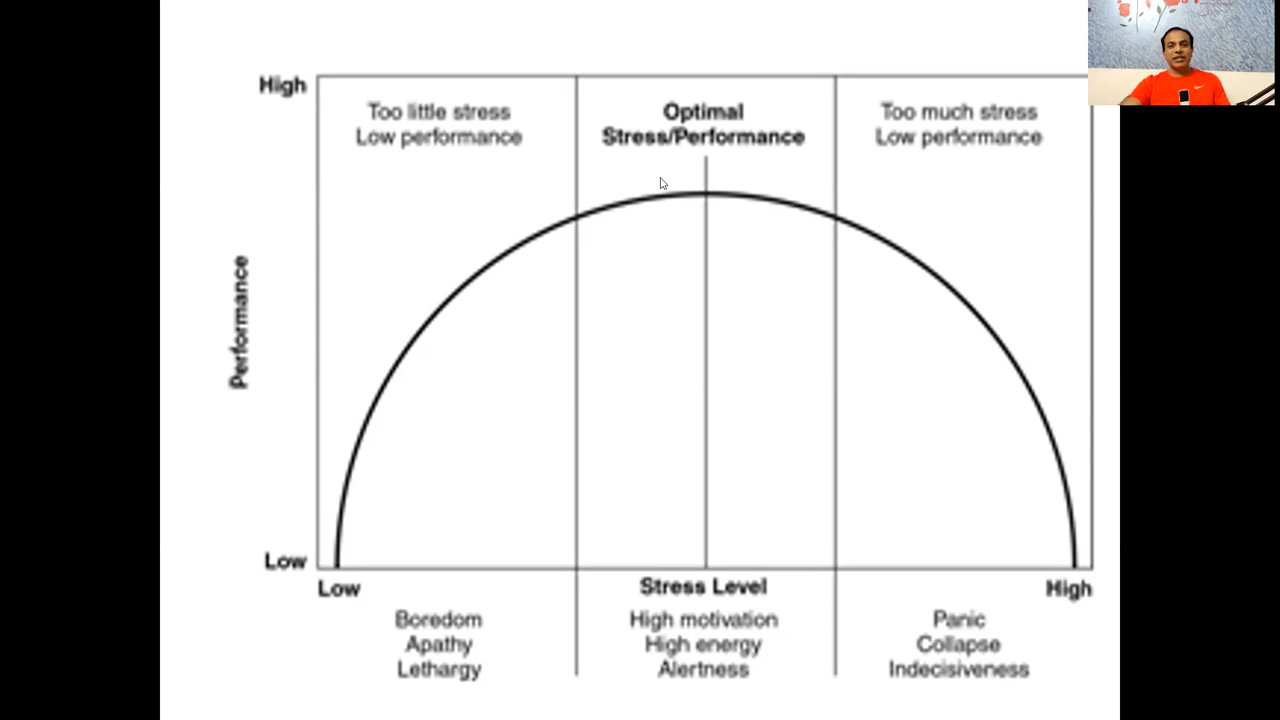 High
Too little stress
Low performance
Optimal
Stress/Performance
Too much stress
Low performance
Performance
Low
Low
Stress Level
High
Boredom
Apathy
Lethargy
High motivation
High energy
Alertness
Panic
Collapse
Indecisiveness